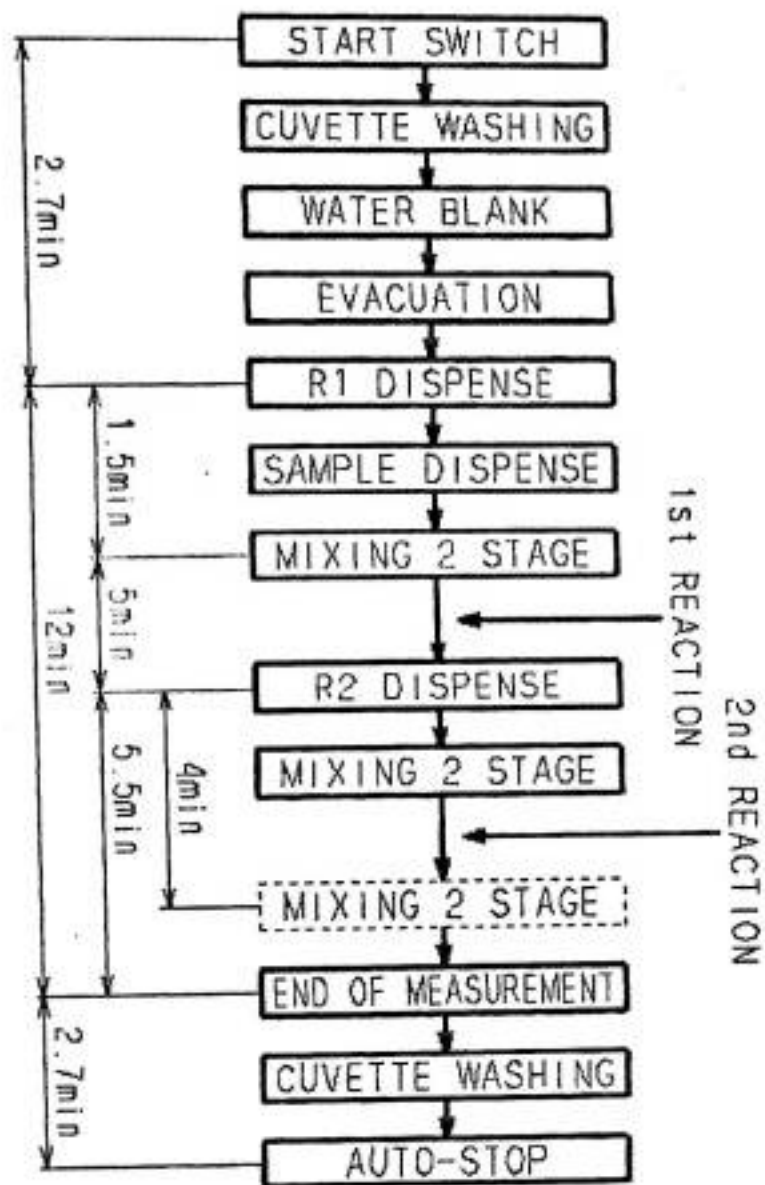 START SWITCH
CUVETTE WASHING
WATER BLANK
EVACUATION
R1 DISPENSE
SAMPLE DISPENSE
MIXING 2 STAGE
R2 DISPENSE
MIXING 2 STAGE
MIXING 2 STAGE
END OF MEASUREMENT
CUVETTE WASHING
AUTO-STOP
2.7min
1.5min
5min
12min
5.5min
4min
2.7min
1st REACTION
2nd REACTION